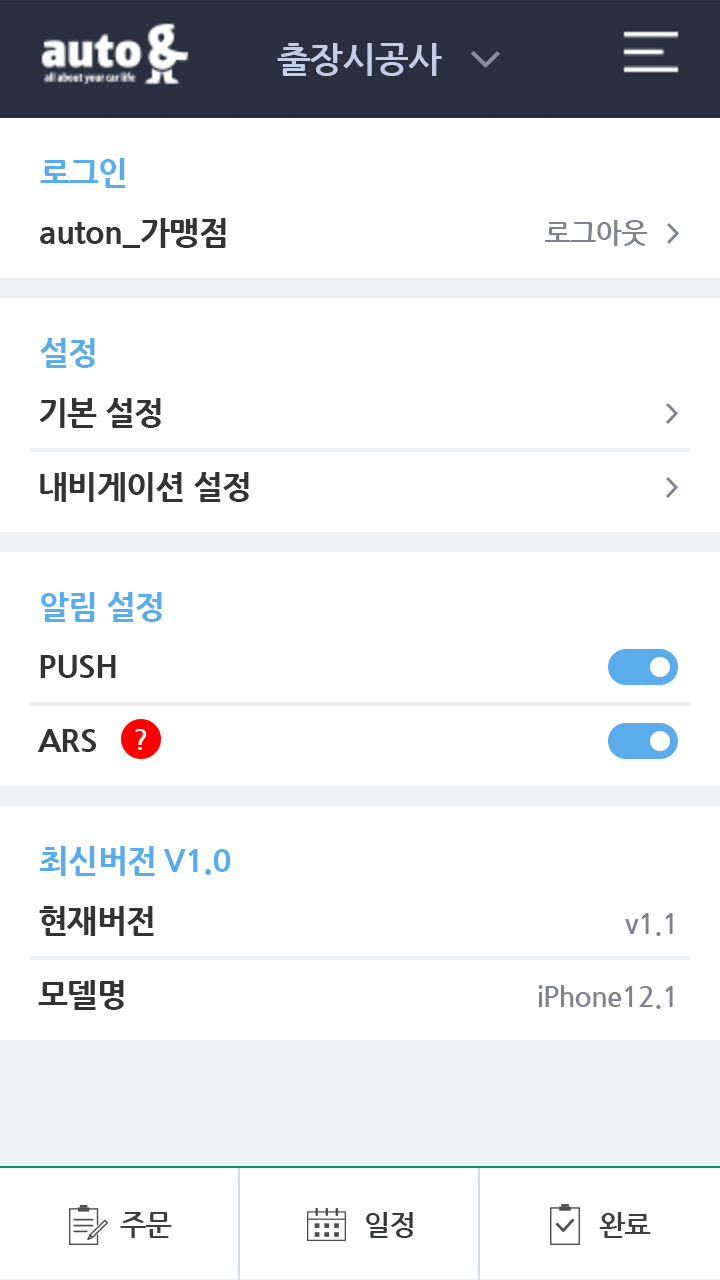 auto& 출장시공사
all about your car life
로그인
auton_가맹점 로그아웃
설정
기본 설정
내비게이션 설정
알림 설정
PUSH
ARS ?
최신버전 V1.0
현재버전 v1.1
모델명 iPhone12.1
주문 일정 완료